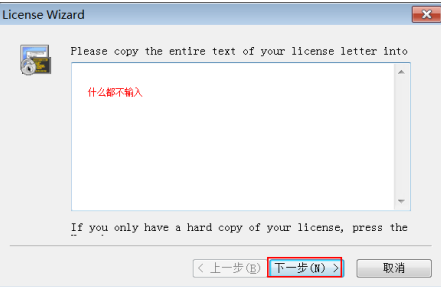 License Wizard
Please copy the entire text of your license letter into
什么都不输入
If you only have a hard copy of your license, press the
< 上一步(B) 下一步(N) > 取消